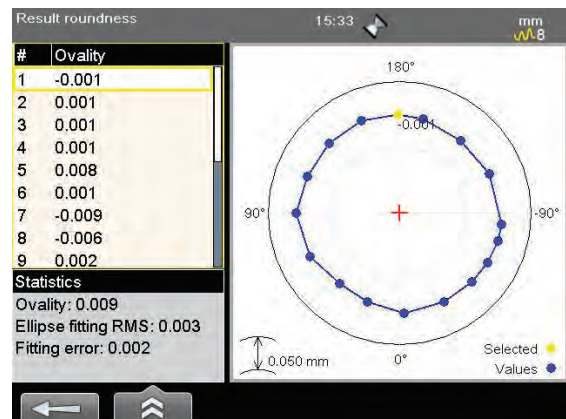 Result roundness 15:33 mm
8
# Ovality
1 -0.001
2 0.001
3 0.001
4 0.001
5 0.008
6 0.001
7 -0.009
8 -0.006
9 0.002
Statistics
Ovality: 0.009
Ellipse fitting RMS: 0.003
Fitting error: 0.002
180°
-0.001
90° -90°
0.050 mm 0°
Selected
Values